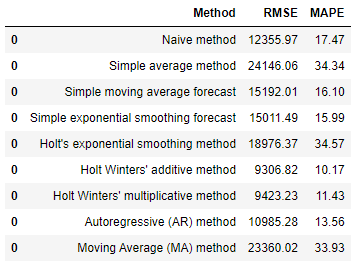 Method RMSE MAPE
0 Naive method 12355.97 17.47
0 Simple average method 24146.06 34.34
0 Simple moving average forecast 15192.01 16.10
0 Simple exponential smoothing forecast 15011.49 15.99
0 Holt's exponential smoothing method 18976.37 34.57
0 Holt Winters' additive method 9306.82 10.17
0 Holt Winters' multiplicative method 9423.23 11.43
0 Autoregressive (AR) method 10985.28 13.56
0 Moving Average (MA) method 23360.02 33.93